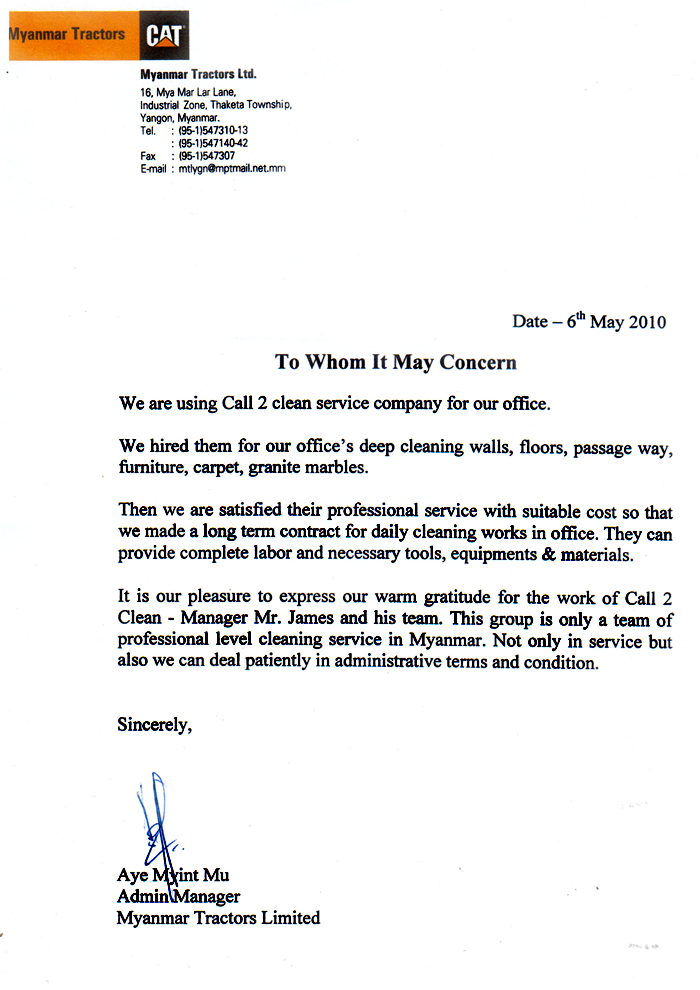 Myanmar Tractors CAT
Myanmar Tractors Ltd.
16, Mya Mar Lar Lane,
Industrial Zone, Thaketa Township,
Yangon, Myanmar.
Tel. : (95-1)547310-13
: (95-1)547140-42
Fax : (95-1)547307
E-mail : mtlygn@mptmail.net.mm
Date – 6th May 2010
To Whom It May Concern
We are using Call 2 clean service company for our office.
We hired them for our office's deep cleaning walls, floors, passage way,
furniture, carpet, granite marbles.
Then we are satisfied their professional service with suitable cost so that
we made a long term contract for daily cleaning works in office. They can
provide complete labor and necessary tools, equipments & materials.
It is our pleasure to express our warm gratitude for the work of Call 2
Clean - Manager Mr. James and his team. This group is only a team of
professional level cleaning service in Myanmar. Not only in service but
also we can deal patiently in administrative terms and condition.
Sincerely,
Aye Myint Mu
Admin Manager
Myanmar Tractors Limited